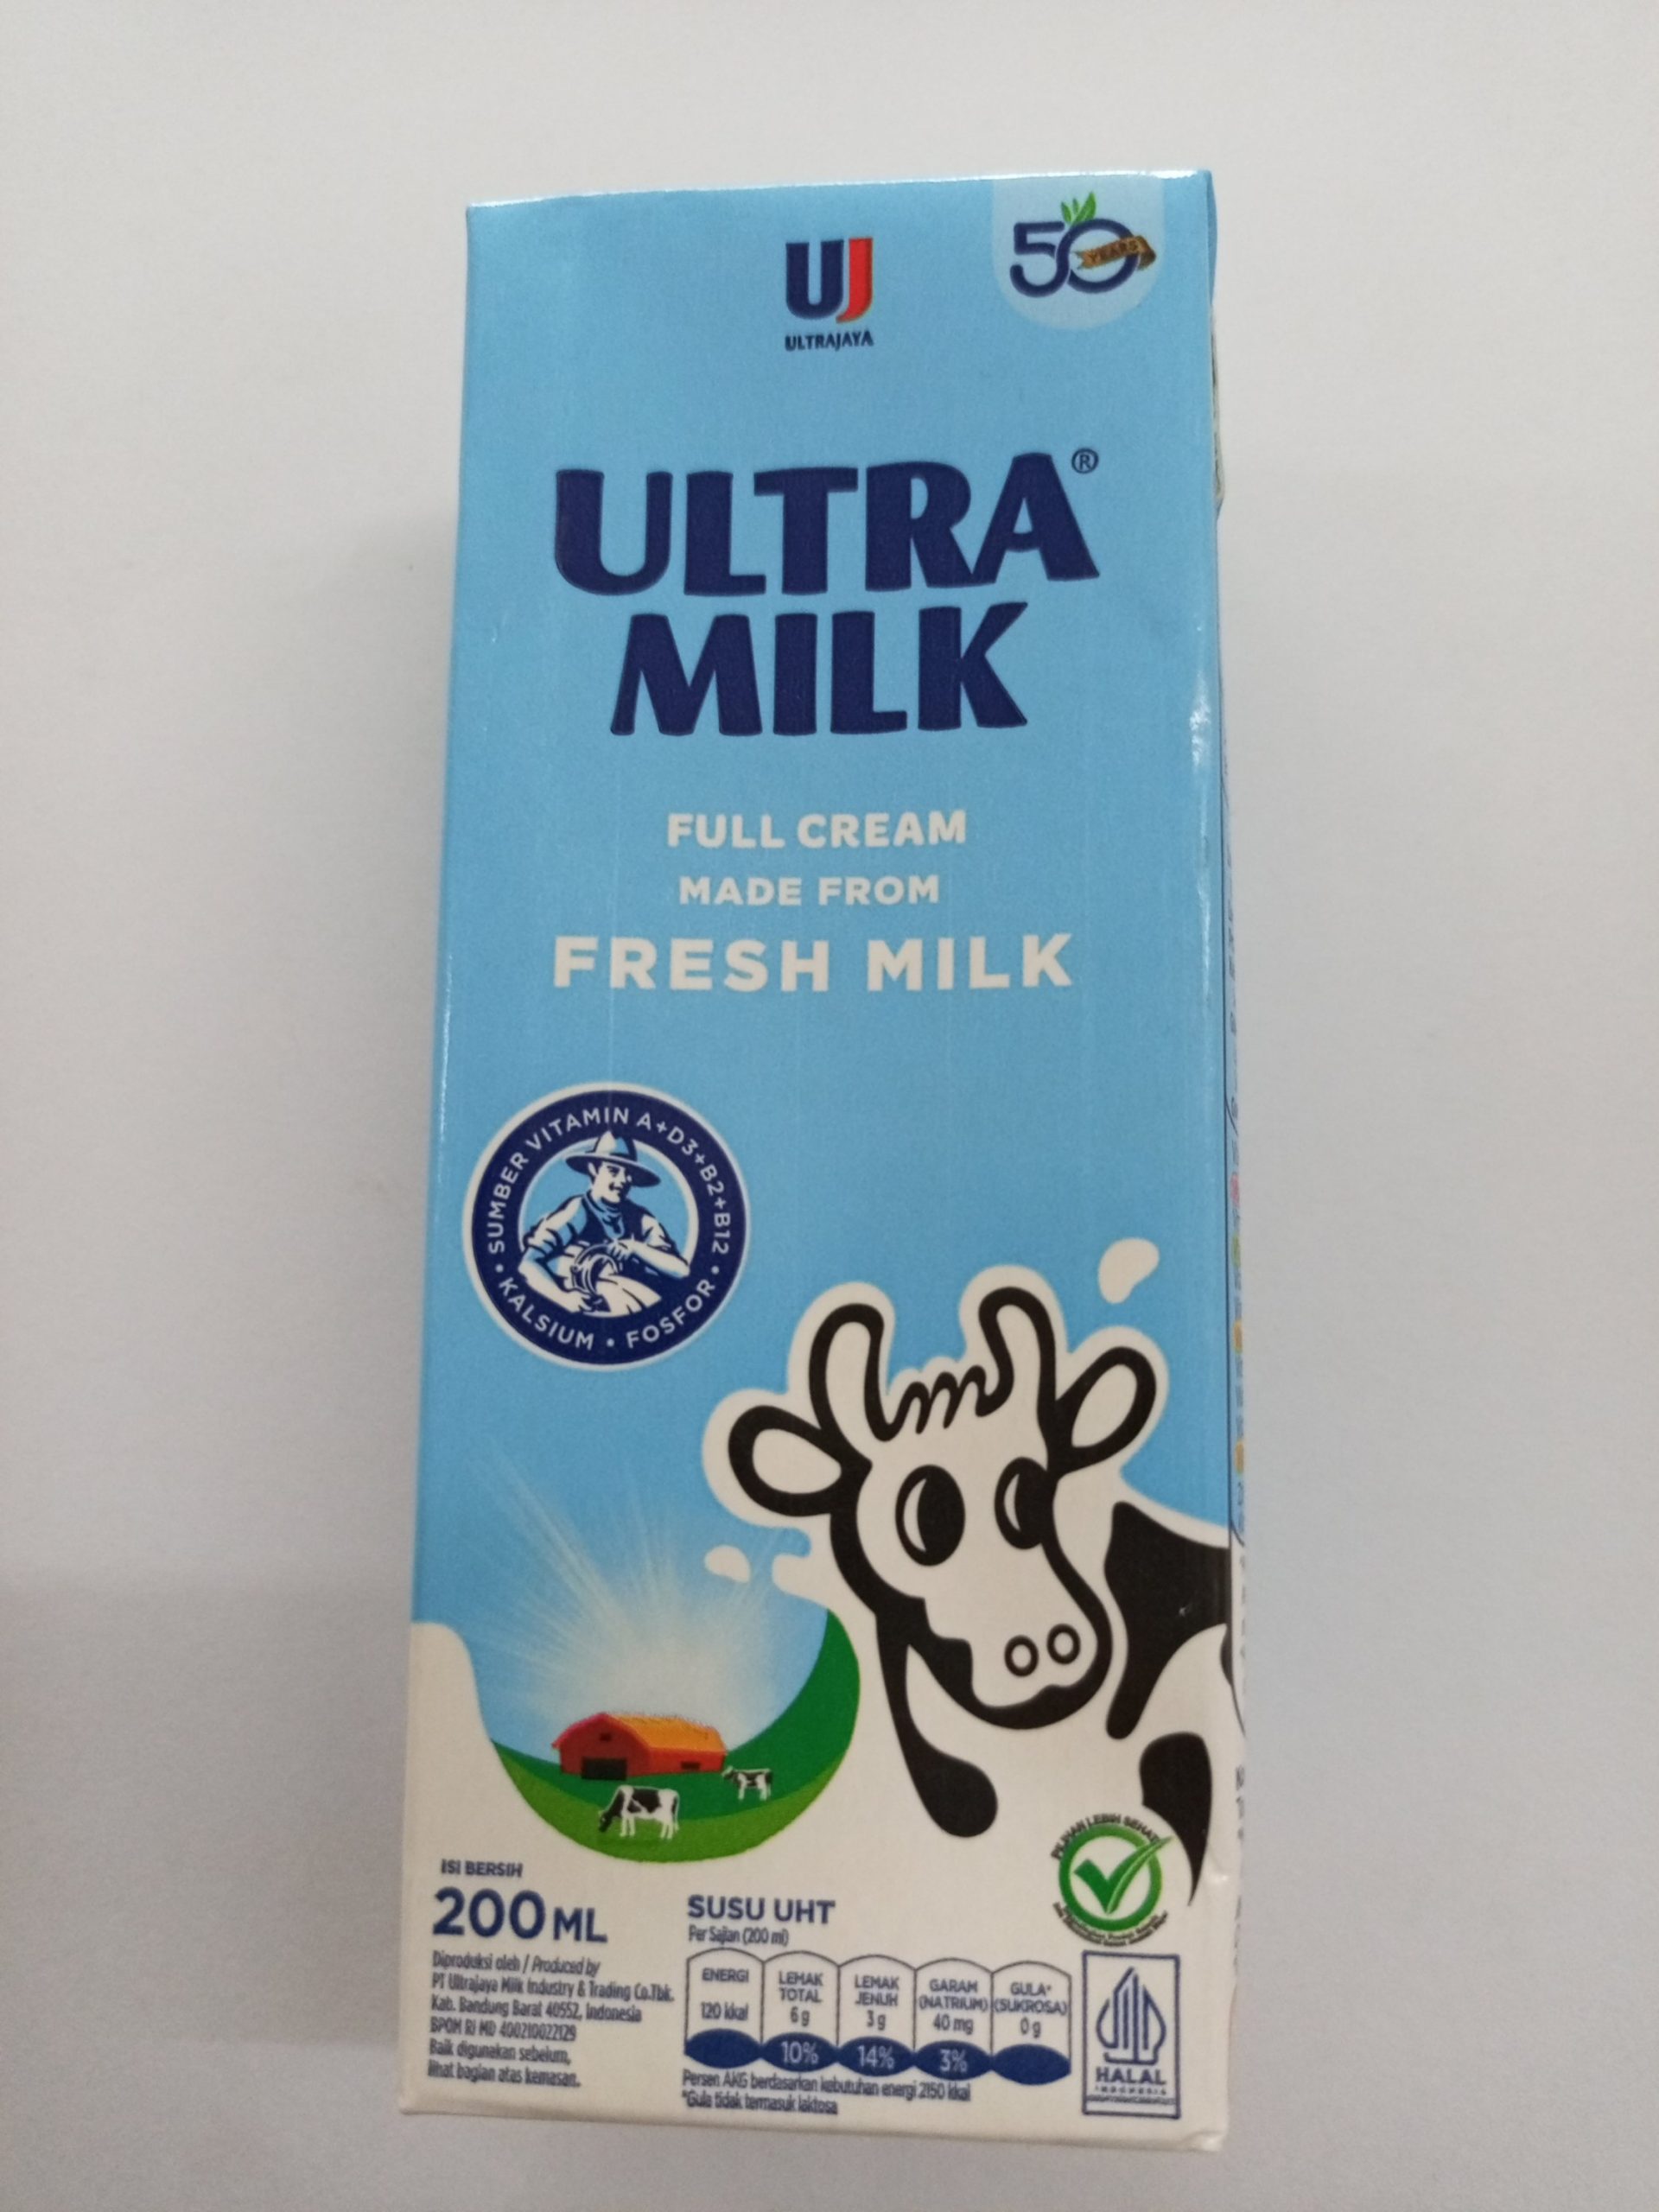 UJ
ULTRAJAYA
50
YEARS
ULTRA®
MILK
FULL CREAM
MADE FROM
FRESH MILK
• SUMBER VITAMIN A+D3+B2+B12 •
KALSIUM • FOSFOR
PILIHAN LEBIH SEHAT
ISI BERSIH
200 ML
Diproduksi oleh / Produced by
PT Ultrajaya Milk Industry & Trading Co.Tbk.
Kab. Bandung Barat 40552, Indonesia
BPOM RI MD 400210022129
Baik digunakan sebelum,
lihat bagian atas kemasan.
SUSU UHT
Per Sajian (200 ml)
ENERGI
120 kkal
LEMAK
TOTAL
6 g
10%
LEMAK
JENUH
3 g
14%
GARAM
(NATRIUM)
40 mg
3%
GULA*
(SUKROSA)
0 g
Persen AKG berdasarkan kebutuhan energi 2150 kkal
*Gula tidak termasuk laktosa
HALAL
INDONESIA